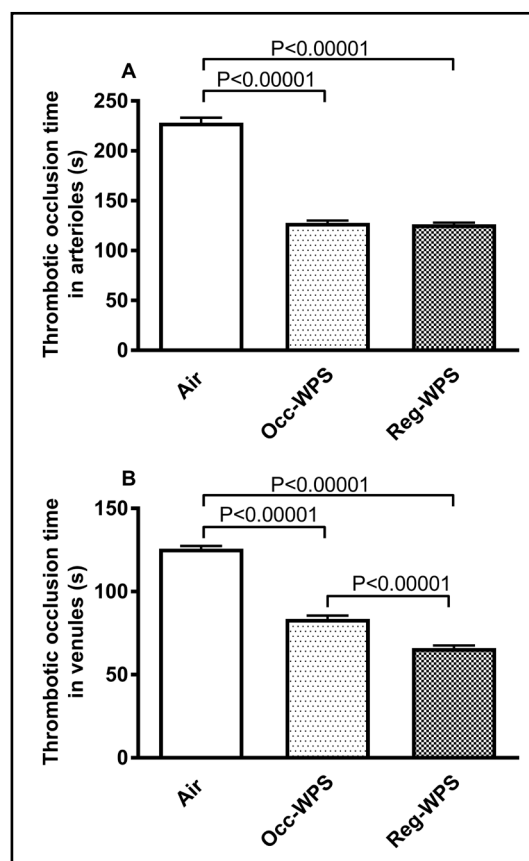 A
P<0.00001
P<0.00001
Thrombotic occlusion time
in arterioles (s)
250
200
150
100
50
0
Air
Occ-WPS
Reg-WPS
B
P<0.00001
P<0.00001
P<0.00001
Thrombotic occlusion time
in venules (s)
150
100
50
0
Air
Occ-WPS
Reg-WPS